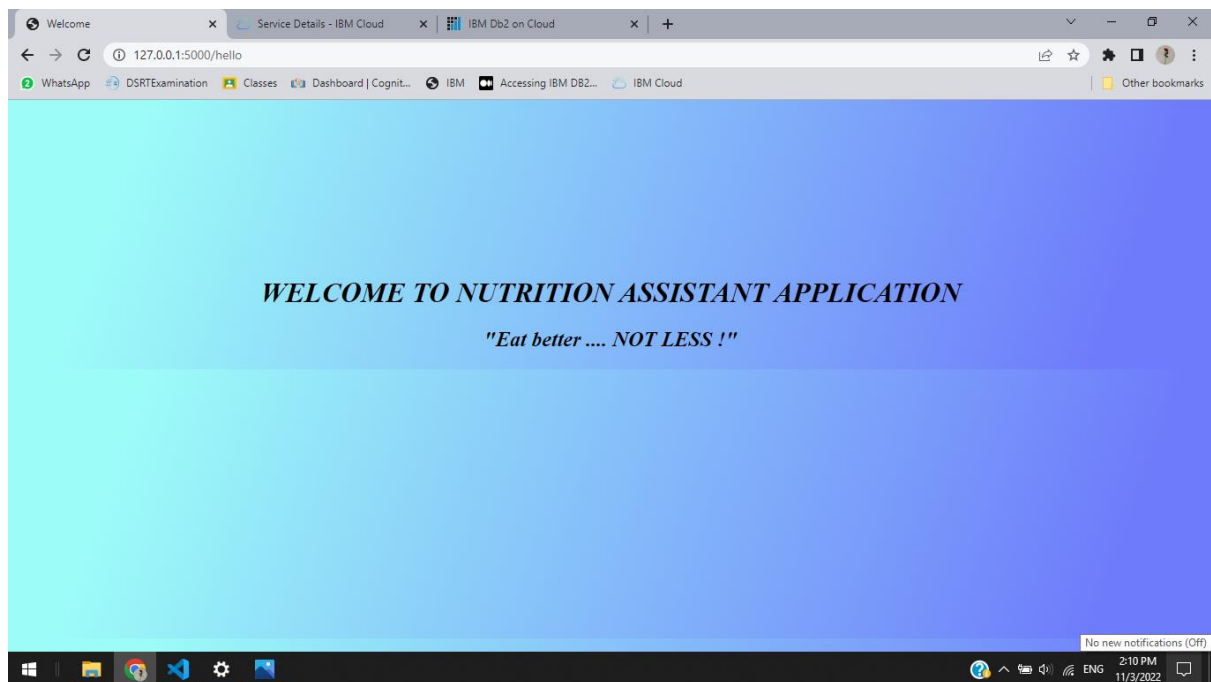 Welcome
Service Details - IBM Cloud
IBM Db2 on Cloud
127.0.0.1:5000/hello
2 WhatsApp
DSRTExamination
Classes
Dashboard | Cognit...
IBM
Accessing IBM DB2...
IBM Cloud
Other bookmarks
WELCOME TO NUTRITION ASSISTANT APPLICATION
"Eat better .... NOT LESS !"
No new notifications (Off)
ENG
2:10 PM
11/3/2022